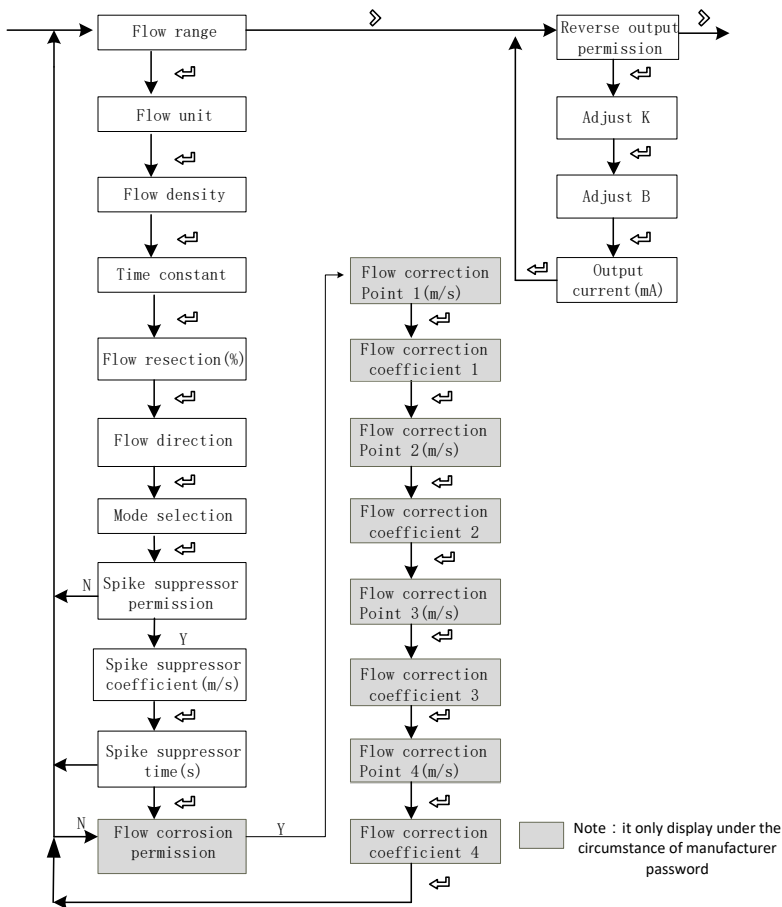 Flow range
Flow unit
Flow density
Time constant
Flow resection(%)
Flow direction
Mode selection
N
Spike suppressor
permission
Y
Spike suppressor
coefficient(m/s)
Spike suppressor
time(s)
N
Flow corrosion
permission
Y
Flow correction
Point 1(m/s)
Flow correction
coefficient 1
Flow correction
Point 2(m/s)
Flow correction
coefficient 2
Flow correction
Point 3(m/s)
Flow correction
coefficient 3
Flow correction
Point 4(m/s)
Flow correction
coefficient 4
Reverse output
permission
Adjust K
Adjust B
Output
current(mA)
Note：it only display under the
circumstance of manufacturer
password